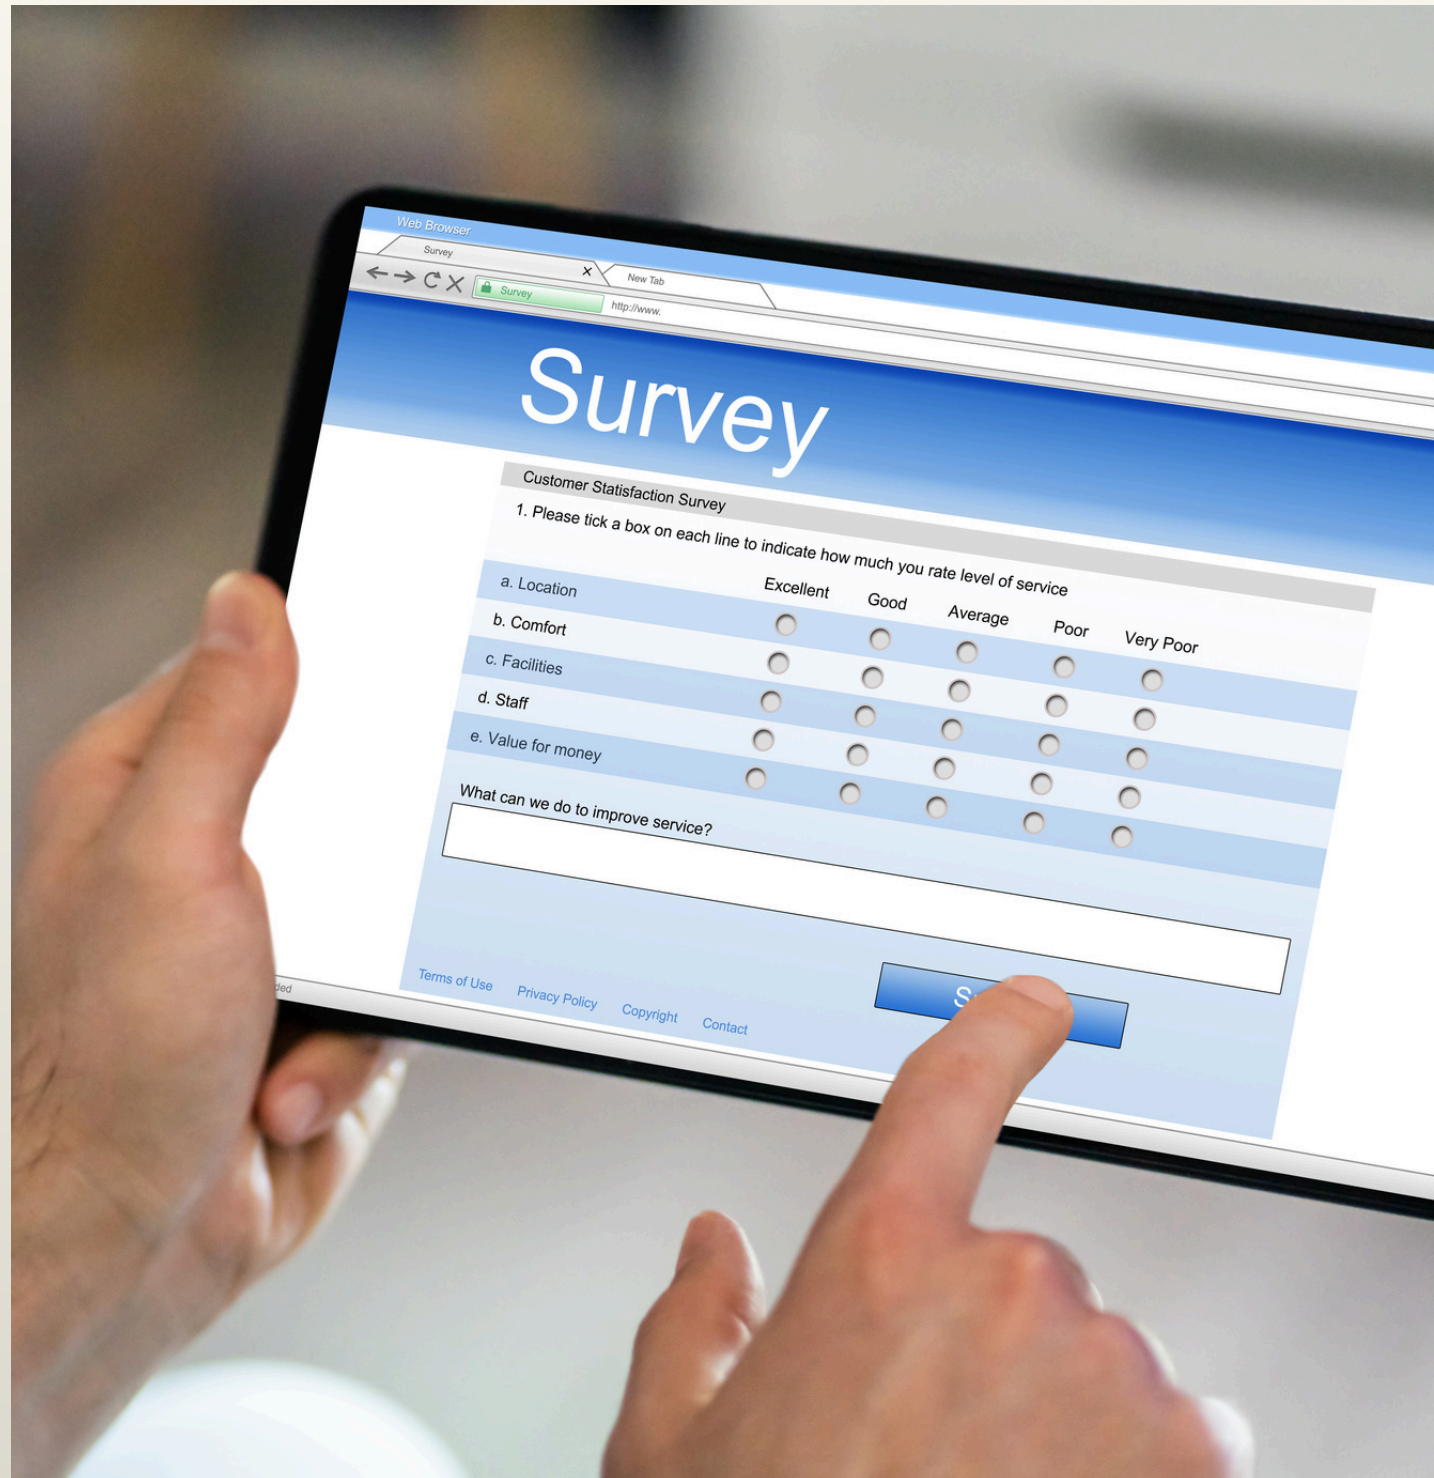 Web Browser
Survey
New Tab
Survey http://www.
Survey
Customer Statisfaction Survey
1. Please tick a box on each line to indicate how much you rate level of service
Excellent Good Average Poor Very Poor
a. Location
b. Comfort
c. Facilities
d. Staff
e. Value for money
What can we do to improve service?
Terms of Use Privacy Policy Copyright Contact